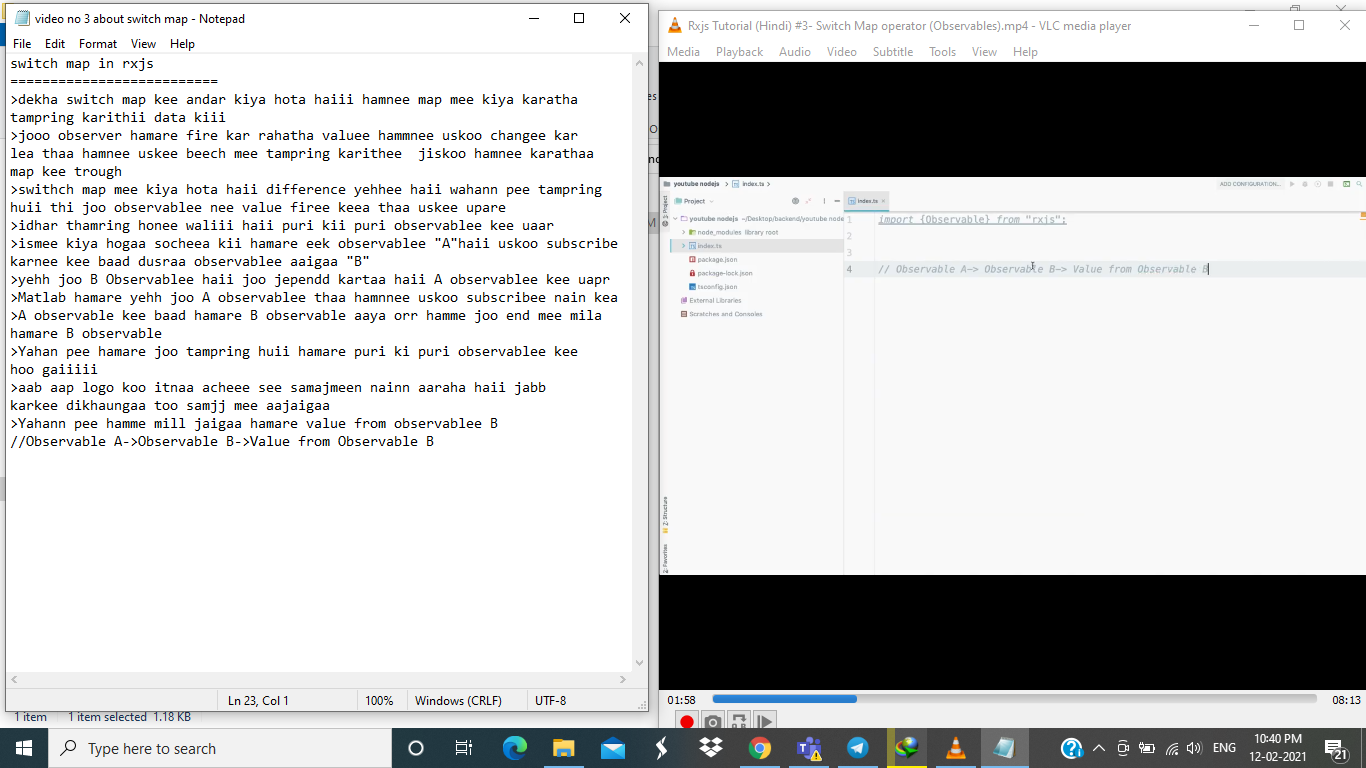 video no 3 about switch map - Notepad
File Edit Format View Help
switch map in rxjs
==========================
>dekha switch map kee andar kiya hota haiii hamnee map mee kiya karatha
tampring karithii data kiii
>jooo observer hamare fire kar rahatha valuee hammnee uskoo changee kar
lea thaa hamnee uskee beech mee tampring karithee  jiskoo hamnee karathaa
map kee trough
>swithch map mee kiya hota haii difference yehhee haii wahann pee tampring
huii thi joo observablee nee value firee keea thaa uskee upare
>idhar thamring honee waliii haii puri kii puri observablee kee uaar
>ismee kiya hogaa socheea kii hamare eek observablee "A"haii uskoo subscribe
karnee kee baad dusraa observablee aaigaa "B"
>yehh joo B Observablee haii joo jependd kartaa haii A observablee kee uapr
>Matlab hamare yehh joo A observablee thaa hamnnee uskoo subscribee nain kea
>A observable kee baad hamare B observable aaya orr hamme joo end mee mila
hamare B observable
>Yahan pee hamare joo tampring huii hamare puri ki puri observablee kee
hoo gaiiiii
>aab aap logo koo itnaa acheee see samajmeen nainn aaraha haii jabb
karkee dikhaungaa too samjj mee aajaigaa
>Yahann pee hamme mill jaigaa hamare value from observablee B
//Observable A->Observable B->Value from Observable B
Ln 23, Col 1 100% Windows (CRLF) UTF-8
1 item 1 item selected 1.18 KB
Rxjs Tutorial (Hindi) #3- Switch Map operator (Observables).mp4 - VLC media player
Media Playback Audio Video Subtitle Tools View Help
youtube nodejs index.ts
ADD CONFIGURATION...
Project
index.ts
1: Project
youtube nodejs ~/Desktop/backend/youtube node
node_modules library root
index.ts
package.json
package-lock.json
tsconfig.json
External Libraries
Scratches and Consoles
1 import {Observable} from "rxjs";
2
3
4 // Observable A-> Observable B-> Value from Observable B
Z: Structure
2: Favorites
01:58 08:13
Type here to search
ENG
10:40 PM
12-02-2021
21